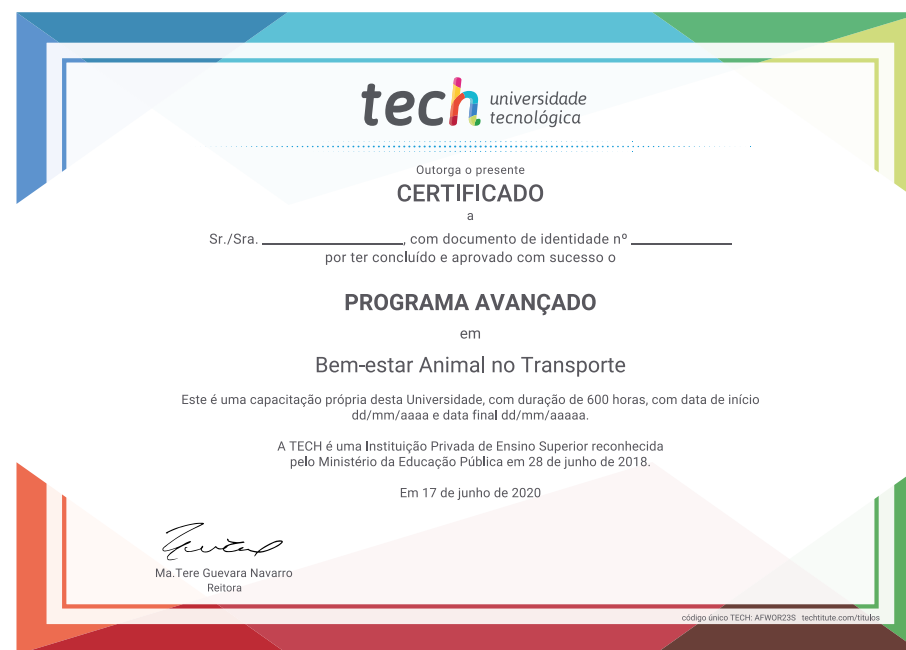 tech universidade
tecnológica
Outorga o presente
CERTIFICADO
a
Sr./Sra. ____________, com documento de identidade nº ____________
por ter concluído e aprovado com sucesso o
PROGRAMA AVANÇADO
em
Bem-estar Animal no Transporte
Este é uma capacitação própria desta Universidade, com duração de 600 horas, com data de início
dd/mm/aaaa e data final dd/mm/aaaaa.
A TECH é uma Instituição Privada de Ensino Superior reconhecida
pelo Ministério da Educação Pública em 28 de junho de 2018.
Em 17 de junho de 2020
Ma.Tere Guevara Navarro
Reitora
código único TECH: AFWOR23S techtitute.com/titulos